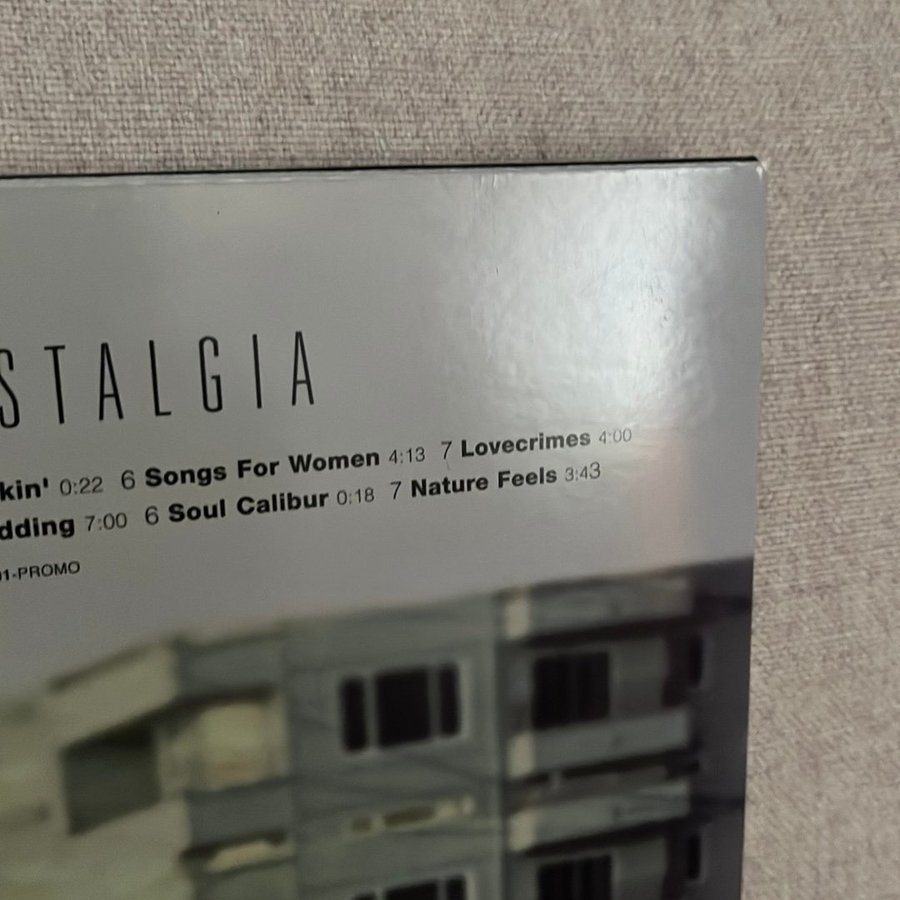 STALGIA
kin' 0:22 6 Songs For Women 4:13 7 Lovecrimes 4:00
dding 7:00 6 Soul Calibur 0:18 7 Nature Feels 3:43
01-PROMO